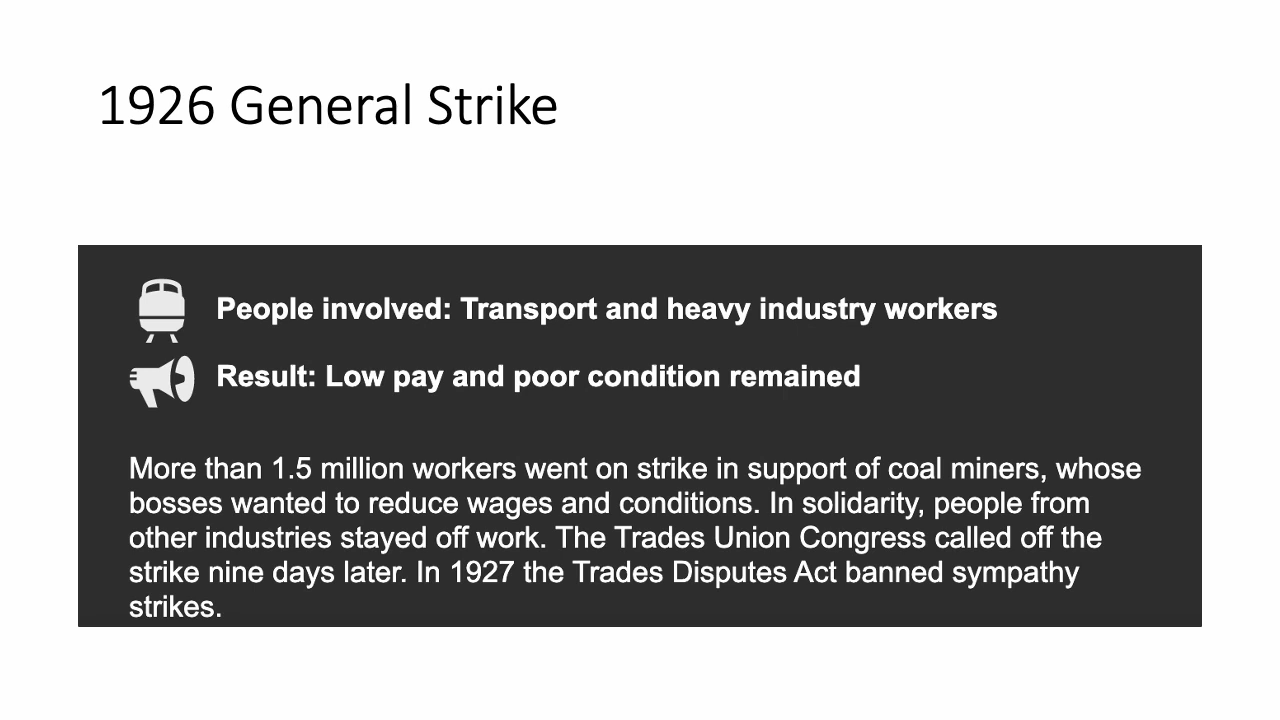 1926 General Strike
People involved: Transport and heavy industry workers
Result: Low pay and poor condition remained
More than 1.5 million workers went on strike in support of coal miners, whose
bosses wanted to reduce wages and conditions. In solidarity, people from
other industries stayed off work. The Trades Union Congress called off the
strike nine days later. In 1927 the Trades Disputes Act banned sympathy
strikes.